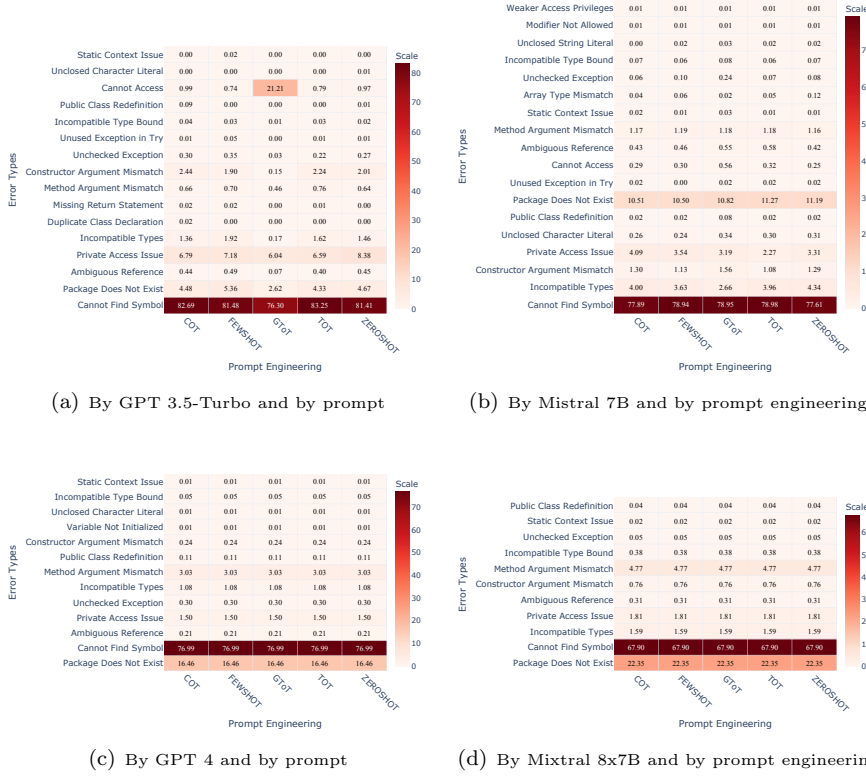 Scale
Static Context Issue 0.00 0.02 0.00 0.00 0.00
Unclosed Character Literal 0.00 0.00 0.00 0.00 0.01
Cannot Access 0.99 0.74 21.21 0.79 0.97
Public Class Redefinition 0.09 0.00 0.00 0.00 0.01
Incompatible Type Bound 0.04 0.03 0.01 0.03 0.02
Unused Exception in Try 0.01 0.05 0.00 0.01 0.01
Unchecked Exception 0.30 0.35 0.03 0.22 0.27
Constructor Argument Mismatch 2.44 1.90 0.15 2.24 2.01
Method Argument Mismatch 0.66 0.70 0.46 0.76 0.64
Missing Return Statement 0.02 0.02 0.00 0.01 0.00
Duplicate Class Declaration 0.02 0.00 0.00 0.00 0.00
Incompatible Types 1.36 1.92 0.17 1.62 1.46
Private Access Issue 6.79 7.18 6.04 6.59 8.38
Ambiguous Reference 0.44 0.49 0.07 0.40 0.45
Package Does Not Exist 4.48 5.36 2.62 4.33 4.67
Cannot Find Symbol 82.69 81.48 76.30 83.25 81.41
Error Types
80
70
60
50
40
30
20
10
0
COT FEWSHOT GToT TOT ZEROSHOT
Prompt Engineering
(a) By GPT 3.5-Turbo and by prompt
Weaker Access Privileges 0.01 0.01 0.01 0.01 0.01
Modifier Not Allowed 0.01 0.01 0.01 0.01 0.01
Unclosed String Literal 0.00 0.02 0.03 0.02 0.02
Incompatible Type Bound 0.07 0.06 0.08 0.06 0.07
Unchecked Exception 0.06 0.10 0.24 0.07 0.08
Array Type Mismatch 0.04 0.06 0.02 0.05 0.12
Static Context Issue 0.02 0.01 0.03 0.01 0.01
Method Argument Mismatch 1.17 1.19 1.18 1.18 1.16
Ambiguous Reference 0.43 0.46 0.55 0.58 0.42
Cannot Access 0.29 0.30 0.56 0.32 0.25
Unused Exception in Try 0.02 0.00 0.02 0.02 0.02
Package Does Not Exist 10.51 10.50 10.82 11.27 11.19
Public Class Redefinition 0.02 0.02 0.08 0.02 0.02
Unclosed Character Literal 0.26 0.24 0.34 0.30 0.31
Private Access Issue 4.09 3.54 3.19 2.27 3.31
Constructor Argument Mismatch 1.30 1.13 1.56 1.08 1.29
Incompatible Types 4.00 3.63 2.66 3.96 4.34
Cannot Find Symbol 77.89 78.94 78.95 78.98 77.61
Error Types
COT FEWSHOT GToT TOT ZEROSHOT
Prompt Engineering
(b) By Mistral 7B and by prompt engineering
Scale
Static Context Issue 0.01 0.01 0.01 0.01 0.01
Incompatible Type Bound 0.05 0.05 0.05 0.05 0.05
Unclosed Character Literal 0.01 0.01 0.01 0.01 0.01
Variable Not Initialized 0.01 0.01 0.01 0.01 0.01
Constructor Argument Mismatch 0.24 0.24 0.24 0.24 0.24
Public Class Redefinition 0.11 0.11 0.11 0.11 0.11
Method Argument Mismatch 3.03 3.03 3.03 3.03 3.03
Incompatible Types 1.08 1.08 1.08 1.08 1.08
Unchecked Exception 0.30 0.30 0.30 0.30 0.30
Private Access Issue 1.50 1.50 1.50 1.50 1.50
Ambiguous Reference 0.21 0.21 0.21 0.21 0.21
Cannot Find Symbol 76.99 76.99 76.99 76.99 76.99
Package Does Not Exist 16.46 16.46 16.46 16.46 16.46
Error Types
70
60
50
40
30
20
10
0
COT FEWSHOT GToT TOT ZEROSHOT
Prompt Engineering
(c) By GPT 4 and by prompt
Scale
Public Class Redefinition 0.04 0.04 0.04 0.04 0.04
Static Context Issue 0.02 0.02 0.02 0.02 0.02
Unchecked Exception 0.05 0.05 0.05 0.05 0.05
Incompatible Type Bound 0.38 0.38 0.38 0.38 0.38
Method Argument Mismatch 4.77 4.77 4.77 4.77 4.77
Constructor Argument Mismatch 0.76 0.76 0.76 0.76 0.76
Ambiguous Reference 0.31 0.31 0.31 0.31 0.31
Private Access Issue 1.81 1.81 1.81 1.81 1.81
Incompatible Types 1.59 1.59 1.59 1.59 1.59
Cannot Find Symbol 67.90 67.90 67.90 67.90 67.90
Package Does Not Exist 22.35 22.35 22.35 22.35 22.35
Error Types
COT FEWSHOT GToT TOT ZEROSHOT
Prompt Engineering
(d) By Mixtral 8x7B and by prompt